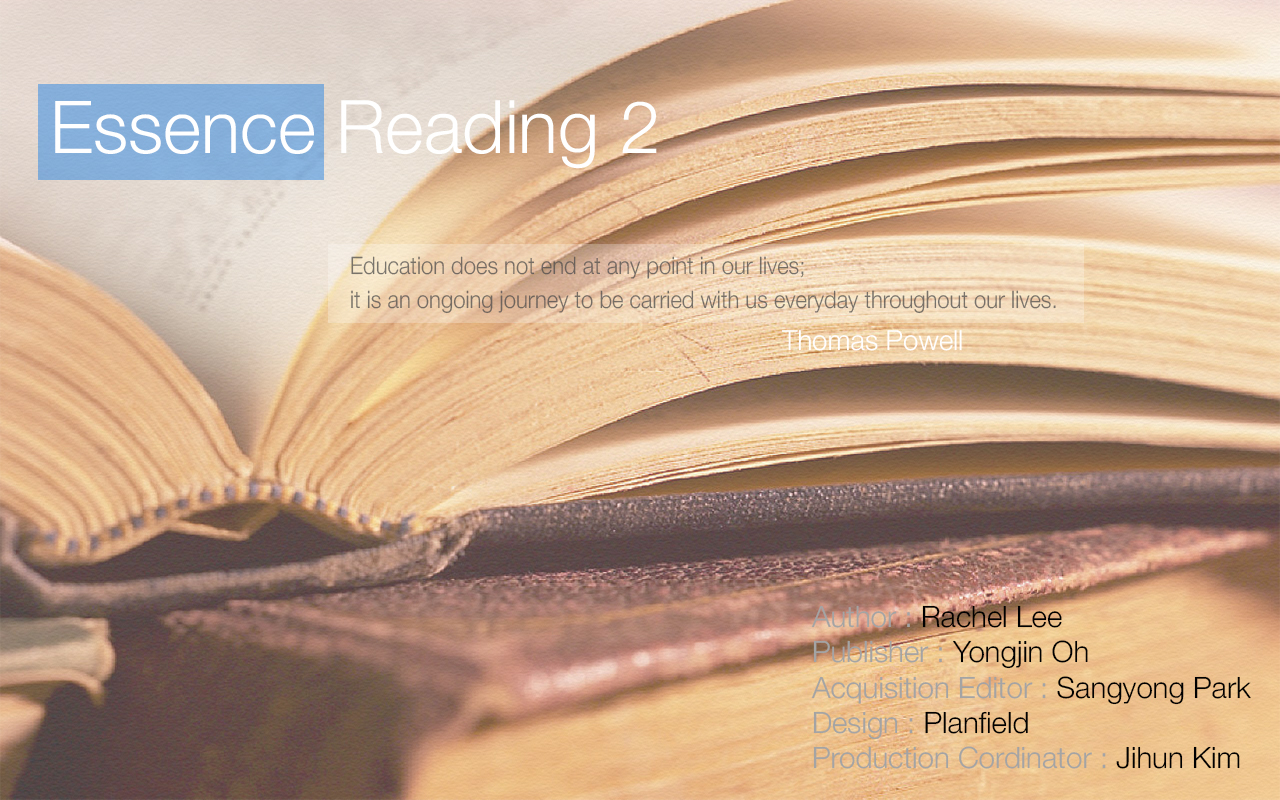 Essence Reading 2
Education does not end at any point in our lives;
it is an ongoing journey to be carried with us everyday throughout our lives.
Thomas Powell
Author : Rachel Lee
Publisher : Yongjin Oh
Acquisition Editor : Sangyong Park
Design : Planfield
Production Cordinator : Jihun Kim